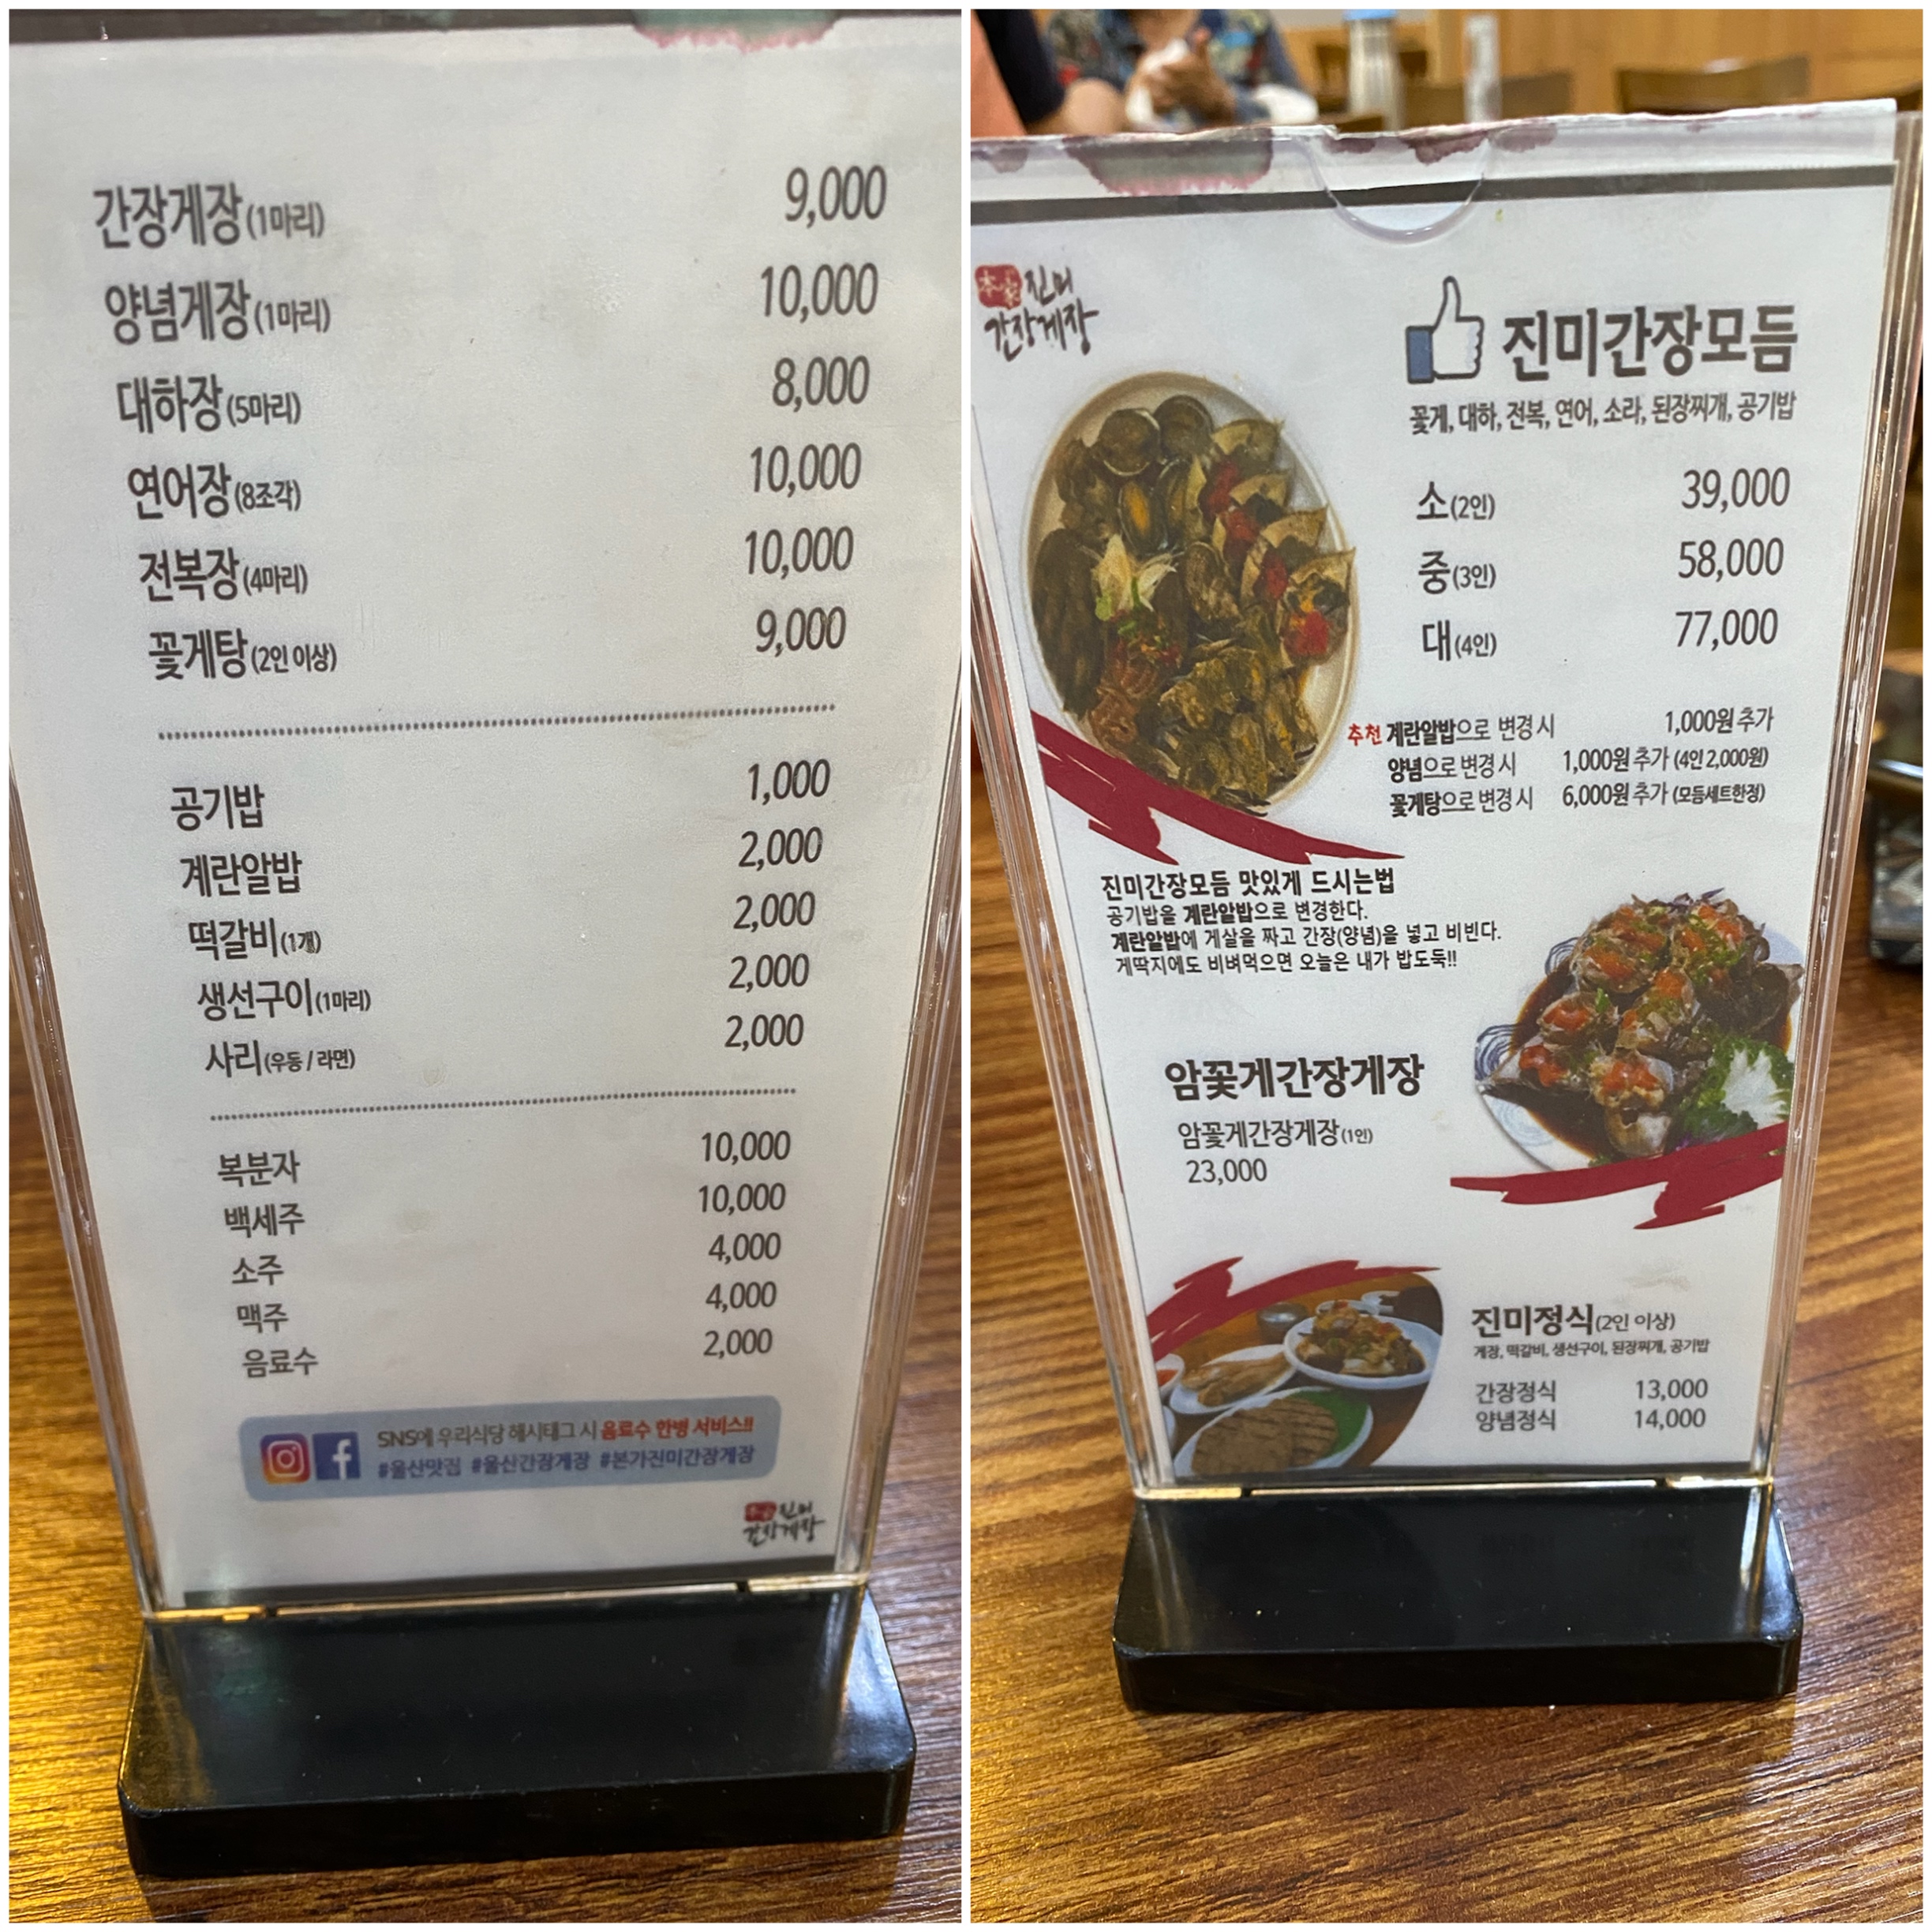 간장게장(1마리) 9,000
양념게장(1마리) 10,000
대하장(5마리) 8,000
연어장(8조각) 10,000
전복장(4마리) 10,000
꽃게탕(2인 이상) 9,000
공기밥 1,000
계란알밥 2,000
떡갈비(1개) 2,000
생선구이(1마리) 2,000
사리(우동 / 라면) 2,000
복분자 10,000
백세주 10,000
소주 4,000
맥주 4,000
음료수 2,000
SNS에 우리식당 해시태그 시 음료수 한병 서비스!!
#울산맛집 #울산간장게장 #본가진미간장게장
本家 진미
간장게장
本家 진미
간장게장
진미간장모듬
꽃게, 대하, 전복, 연어, 소라, 된장찌개, 공기밥
소(2인) 39,000
중(3인) 58,000
대(4인) 77,000
추천 계란알밥으로 변경 시 1,000원 추가
양념으로 변경 시 1,000원 추가 (4인 2,000원)
꽃게탕으로 변경 시 6,000원 추가 (모듬세트한정)
진미간장모듬 맛있게 드시는법
공기밥을 계란알밥으로 변경한다.
계란알밥에 게살을 짜고 간장(양념)을 넣고 비빈다.
게딱지에도 비벼먹으면 오늘은 내가 밥도둑!!
암꽃게간장게장
암꽃게간장게장(1인)
23,000
진미정식(2인 이상)
게장, 떡갈비, 생선구이, 된장찌개, 공기밥
간장정식 13,000
양념정식 14,000